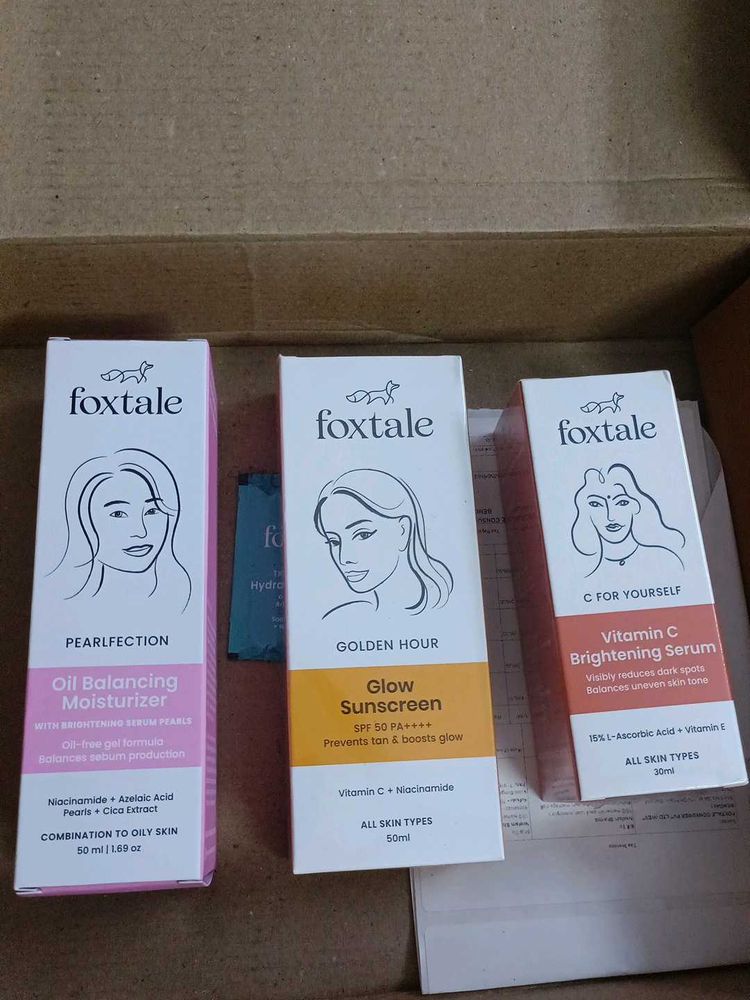 foxtale
PEARLFECTION
Oil Balancing
Moisturizer
WITH BRIGHTENING SERUM PEARLS
Oil-free gel formula
Balances sebum production
Niacinamide + Azelaic Acid
Pearls + Cica Extract
COMBINATION TO OILY SKIN
50 ml | 1.69 oz
foxtale
GOLDEN HOUR
Glow
Sunscreen
SPF 50 PA++++
Prevents tan & boosts glow
Vitamin C + Niacinamide
ALL SKIN TYPES
50ml
foxtale
C FOR YOURSELF
Vitamin C
Brightening Serum
Visibly reduces dark spots
Balances uneven skin tone
15% L-Ascorbic Acid + Vitamin E
ALL SKIN TYPES
30ml
fo
Hydra